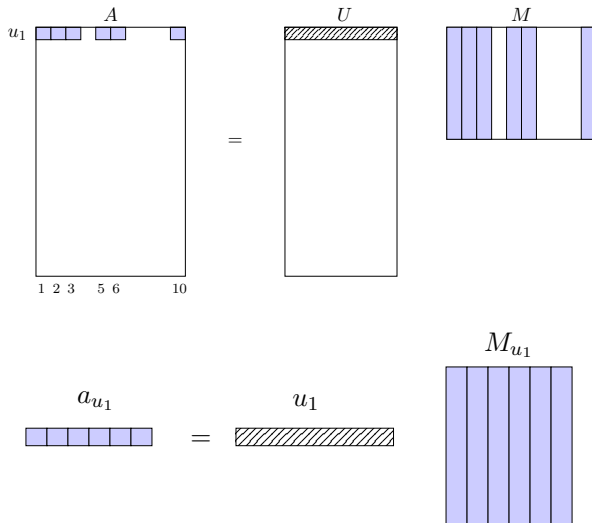 A U M
u₁
=
1 2 3 5 6 10
M_{u₁}
a_{u₁} u₁
=